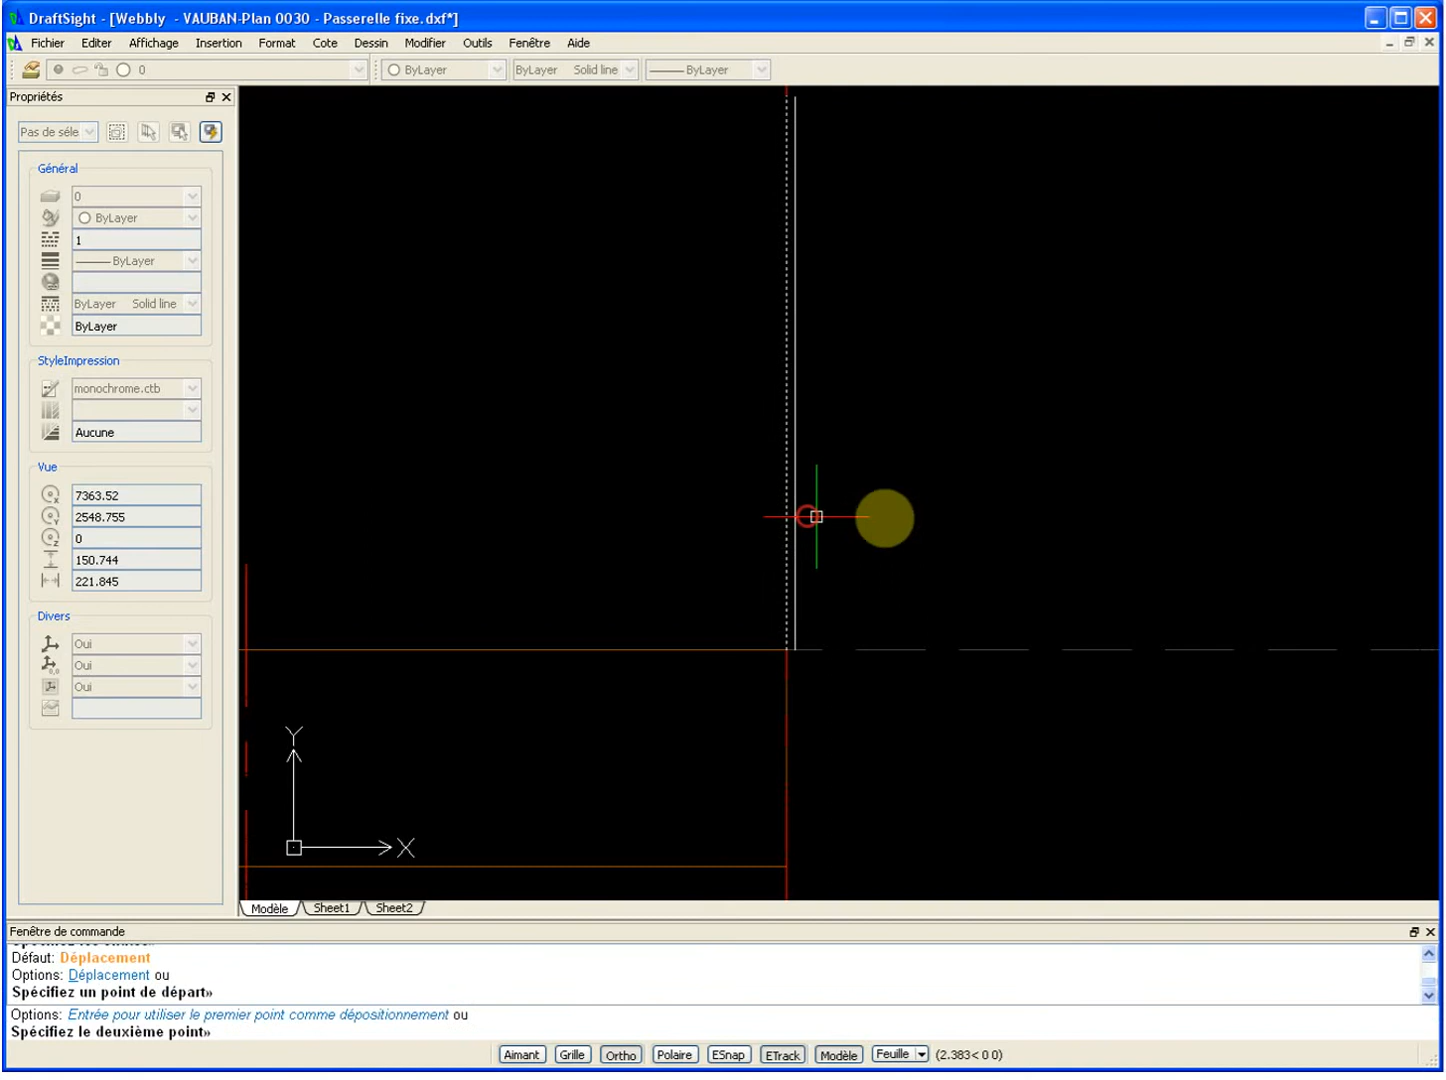 DraftSight - [Webbly - VAUBAN-Plan 0030 - Passerelle fixe.dxf*]
Fichier Editer Affichage Insertion Format Cote Dessin Modifier Outils Fenêtre Aide
0 ByLayer ByLayer Solid line ByLayer
Propriétés
Pas de séle
Général
0
ByLayer
1
ByLayer
ByLayer Solid line
ByLayer
StyleImpression
monochrome.ctb
Aucune
Vue
7363.52
2548.755
0
150.744
221.845
Divers
Oui
Oui
Oui
Y
X
Modèle Sheet1 Sheet2
Fenêtre de commande
Défaut: Déplacement
Options: Déplacement ou
Spécifiez un point de départ»
Options: Entrée pour utiliser le premier point comme dépositionnement ou
Spécifiez le deuxième point»
Aimant Grille Ortho Polaire ESnap ETrack Modèle Feuille (2.383< 0 0)